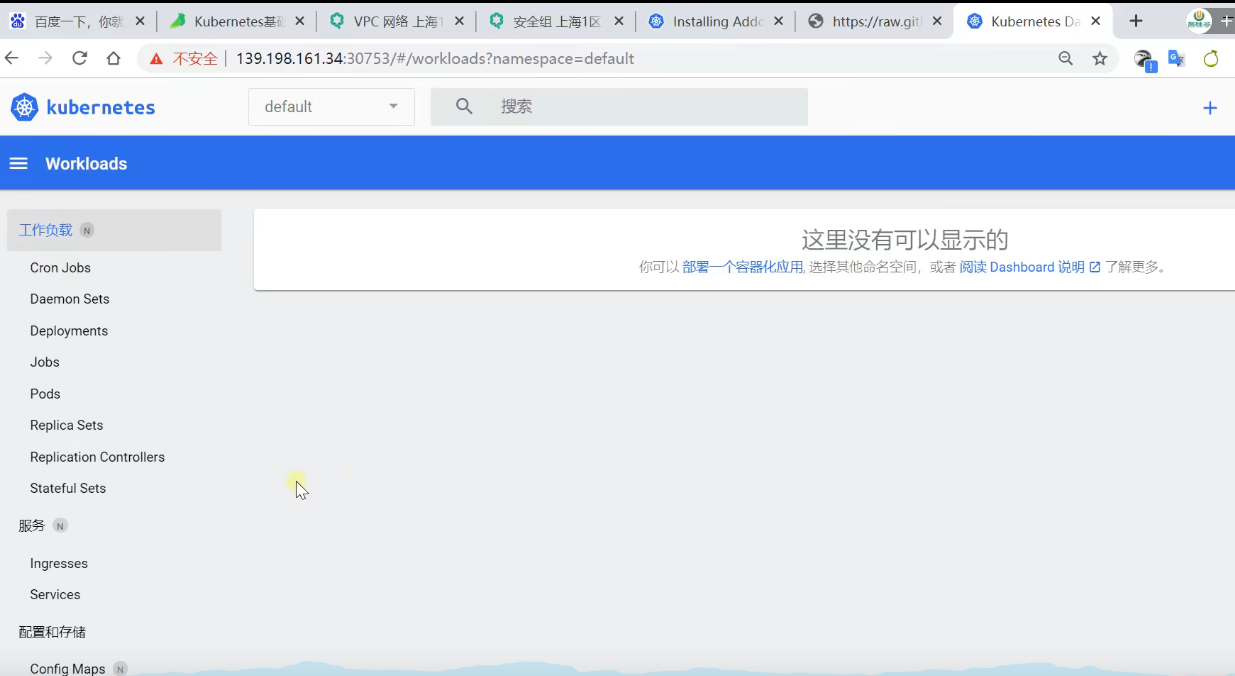 百度一下，你就
Kubernetes基础
VPC 网络 上海1
安全组 上海1区
Installing Addo
https://raw.git
Kubernetes Da
不安全 139.198.161.34:30753/#/workloads?namespace=default
kubernetes
default
搜索
Workloads
工作负载 N
Cron Jobs
Daemon Sets
Deployments
Jobs
Pods
Replica Sets
Replication Controllers
Stateful Sets
服务 N
Ingresses
Services
配置和存储
Config Maps N
这里没有可以显示的
你可以 部署一个容器化应用, 选择其他命名空间，或者 阅读 Dashboard 说明 了解更多。